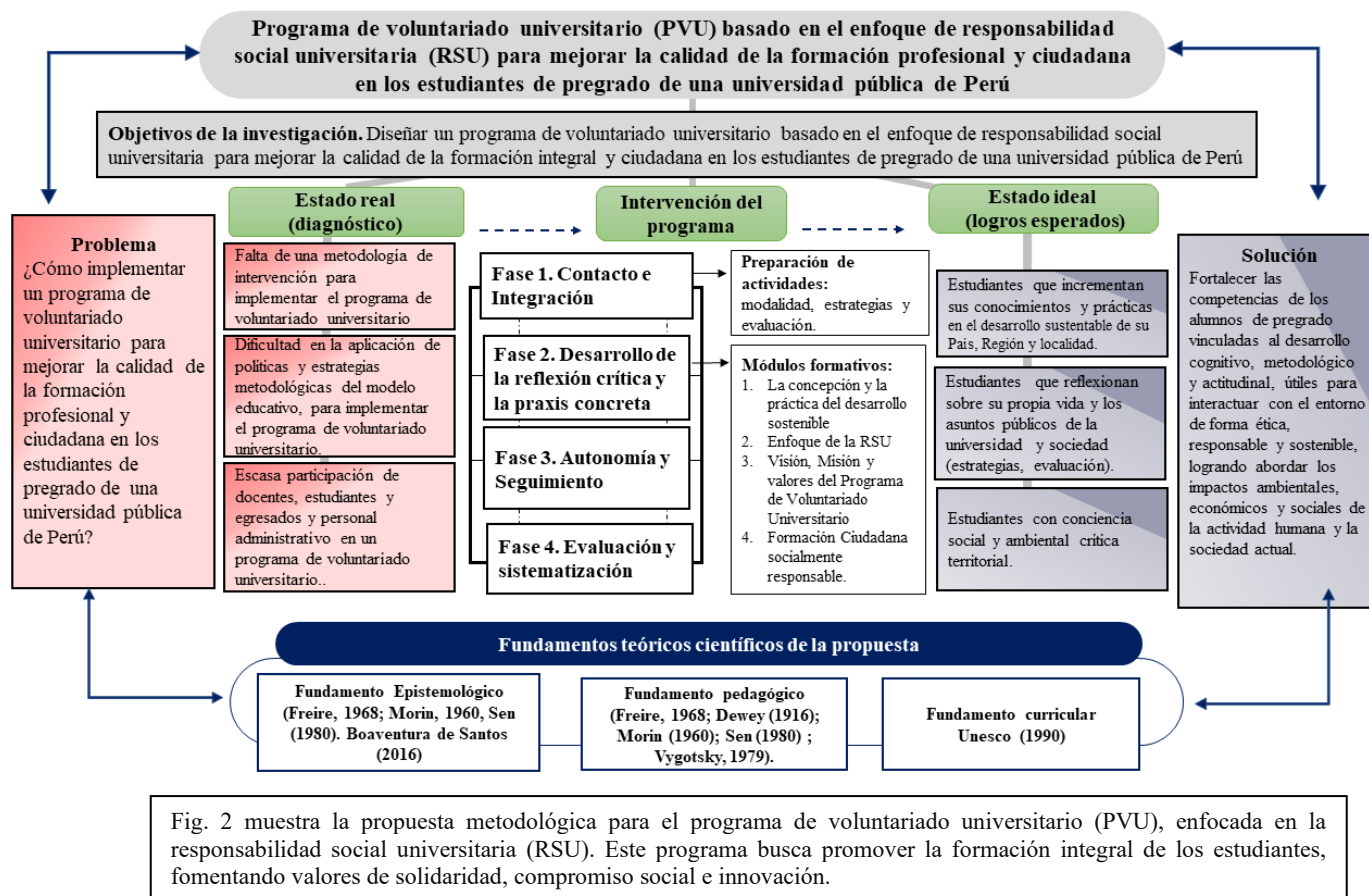 Programa de voluntariado universitario (PVU) basado en el enfoque de responsabilidad
social universitaria (RSU) para mejorar la calidad de la formación profesional y ciudadana
en los estudiantes de pregrado de una universidad pública de Perú
Objetivos de la investigación. Diseñar un programa de voluntariado universitario basado en el enfoque de responsabilidad social
universitaria para mejorar la calidad de la formación integral y ciudadana en los estudiantes de pregrado de una universidad pública de Perú
Problema
¿Cómo implementar
un programa de
voluntariado
universitario para
mejorar la calidad de
la formación
profesional y
ciudadana en los
estudiantes de
pregrado de una
universidad pública
de Perú?
Estado real
(diagnóstico)
Falta de una metodología de
intervención para
implementar el programa de
voluntariado universitario
Dificultad en la aplicación de
políticas y estrategias
metodológicas del modelo
educativo, para implementar
el programa de voluntariado
universitario.
Escasa participación de
docentes, estudiantes y
egresados y personal
administrativo en un
programa de voluntariado
universitario..
Intervención del
programa
Fase 1. Contacto e
Integración
Fase 2. Desarrollo de
la reflexión crítica y
la praxis concreta
Fase 3. Autonomía y
Seguimiento
Fase 4. Evaluación y
sistematización
Preparación de
actividades:
modalidad, estrategias y
evaluación.
Módulos formativos:
1. La concepción y la
práctica del desarrollo
sostenible
2. Enfoque de la RSU
3. Visión, Misión y
valores del Programa
de Voluntariado
Universitario
4. Formación Ciudadana
socialmente
responsable.
Estado ideal
(logros esperados)
Estudiantes que incrementan
sus conocimientos y prácticas
en el desarrollo sustentable de su
Pais, Región y localidad.
Estudiantes que reflexionan
sobre su propia vida y los
asuntos públicos de la
universidad y sociedad
(estrategias, evaluación).
Estudiantes con conciencia
social y ambiental crítica
territorial.
Solución
Fortalecer las
competencias de los
alumnos de pregrado
vinculadas al desarrollo
cognitivo, metodológico
y actitudinal, útiles para
interactuar con el entorno
de forma ética,
responsable y sostenible,
logrando abordar los
impactos ambientales,
económicos y sociales de
la actividad humana y la
sociedad actual.
Fundamentos teóricos científicos de la propuesta
Fundamento Epistemológico
(Freire, 1968; Morin, 1960, Sen
(1980). Boaventura de Santos
(2016)
Fundamento pedagógico
(Freire, 1968; Dewey (1916);
Morin (1960); Sen (1980) ;
Vygotsky, 1979).
Fundamento curricular
Unesco (1990)
Fig. 2 muestra la propuesta metodológica para el programa de voluntariado universitario (PVU), enfocada en la
responsabilidad social universitaria (RSU). Este programa busca promover la formación integral de los estudiantes,
fomentando valores de solidaridad, compromiso social e innovación.